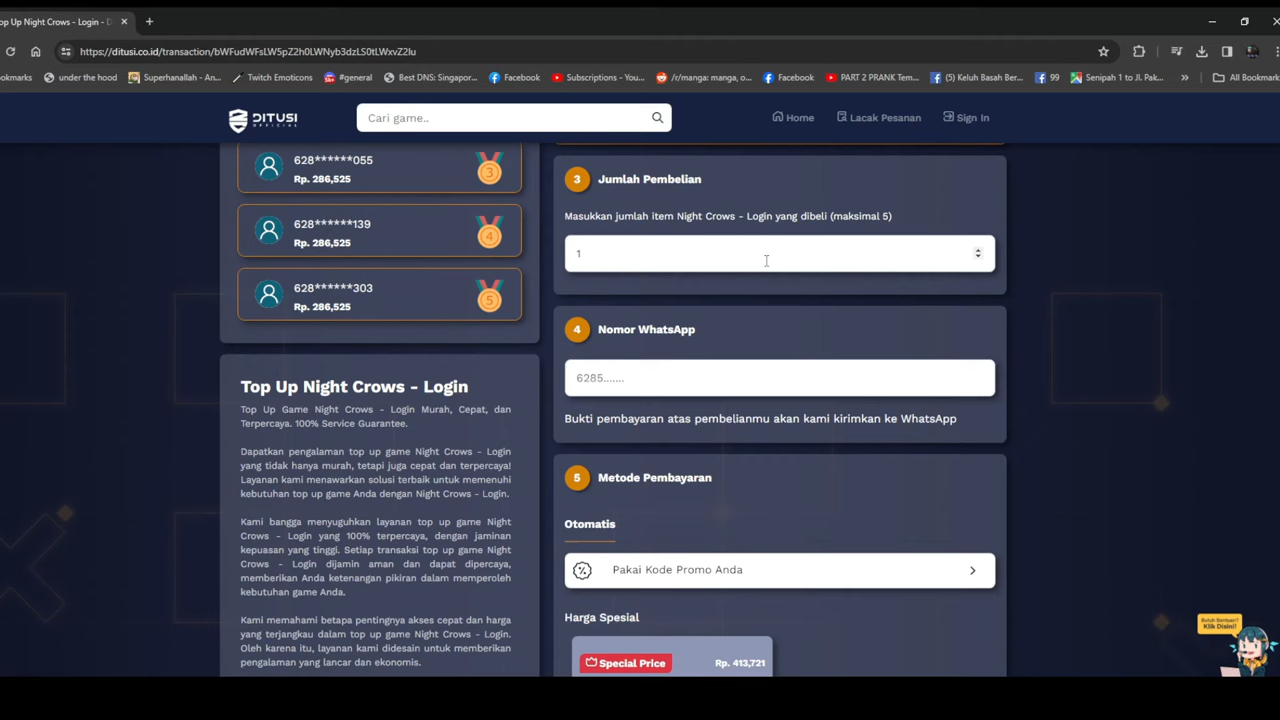 op Up Night Crows - Login - D
https://ditusi.co.id/transaction/bWFudWFsLW5pZ2h0LWNyb3dzLS0tLWxvZ2lu
okmarks
under the hood
Superhanallah - An...
Twitch Emoticons
#general
Best DNS: Singapor...
Facebook
Subscriptions - You...
/r/manga: manga, o...
Facebook
PART 2 PRANK Tem...
(5) Keluh Basah Ber...
99
Senipah 1 to Jl. Pak...
»
All Bookmarks
DITUSI
OFFICIAL
Cari game..
Home
Lacak Pesanan
Sign In
628******055
Rp. 286,525
3
628******139
Rp. 286,525
4
628******303
Rp. 286,525
5
Top Up Night Crows - Login
Top Up Game Night Crows - Login Murah, Cepat, dan
Terpercaya. 100% Service Guarantee.
Dapatkan pengalaman top up game Night Crows - Login
yang tidak hanya murah, tetapi juga cepat dan terpercaya!
Layanan kami menawarkan solusi terbaik untuk memenuhi
kebutuhan top up game Anda dengan Night Crows - Login.
Kami bangga menyuguhkan layanan top up game Night
Crows - Login yang 100% terpercaya, dengan jaminan
kepuasan yang tinggi. Setiap transaksi top up game Night
Crows - Login dijamin aman dan dapat dipercaya,
memberikan Anda ketenangan pikiran dalam memperoleh
kebutuhan game Anda.
Kami memahami betapa pentingnya akses cepat dan harga
yang terjangkau dalam top up game Night Crows - Login.
Oleh karena itu, layanan kami didesain untuk memberikan
pengalaman yang lancar dan ekonomis.
3 Jumlah Pembelian
Masukkan jumlah item Night Crows - Login yang dibeli (maksimal 5)
1
4 Nomor WhatsApp
6285.......
Bukti pembayaran atas pembelianmu akan kami kirimkan ke WhatsApp
5 Metode Pembayaran
Otomatis
Pakai Kode Promo Anda
Harga Spesial
Special Price
Rp. 413,721
Butuh Bantuan?
Klik Disini!